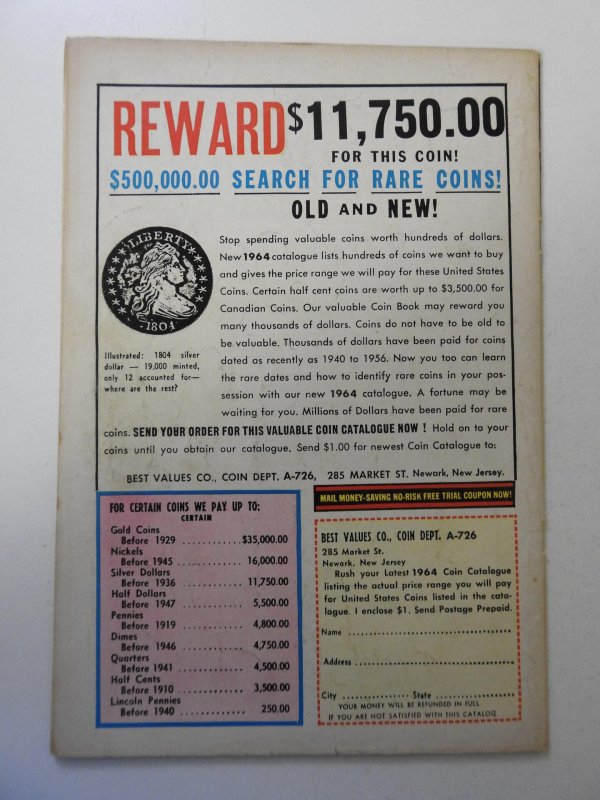 REWARD $11,750.00
FOR THIS COIN!
$500,000.00 SEARCH FOR RARE COINS!
OLD AND NEW!
LIBERTY
1804
Illustrated: 1804 silver
dollar — 19,000 minted,
only 12 accounted for—
where are the rest?
Stop spending valuable coins worth hundreds of dollars.
New 1964 catalogue lists hundreds of coins we want to buy
and gives the price range we will pay for these United States
Coins. Certain half cent coins are worth up to $3,500.00 for
Canadian Coins. Our valuable Coin Book may reward you
many thousands of dollars. Coins do not have to be old to
be valuable. Thousands of dollars have been paid for coins
dated as recently as 1940 to 1956. Now you too can learn
the rare dates and how to identify rare coins in your pos-
session with our new 1964 catalogue. A fortune may be
waiting for you. Millions of Dollars have been paid for rare
coins. SEND YOUR ORDER FOR THIS VALUABLE COIN CATALOGUE NOW ! Hold on to your
coins until you obtain our catalogue. Send $1.00 for newest Coin Catalogue to:
BEST VALUES CO., COIN DEPT. A-726, 285 MARKET ST. Newark, New Jersey.
FOR CERTAIN COINS WE PAY UP TO:
CERTAIN
Gold Coins
Before 1929 ............$35,000.00
Nickels
Before 1945 ............ 16,000.00
Silver Dollars
Before 1936 ............ 11,750.00
Half Dollars
Before 1947 ............ 5,500.00
Pennies
Before 1919 ............ 4,800.00
Dimes
Before 1946 ............ 4,750.00
Quarters
Before 1941 ............ 4,500.00
Half Cents
Before 1910 ............ 3,500.00
Lincoln Pennies
Before 1940 ............ 250.00
MAIL MONEY-SAVING NO-RISK FREE TRIAL COUPON NOW!
BEST VALUES CO., COIN DEPT. A-726
285 Market St.
Newark, New Jersey
Rush your Latest 1964 Coin Catalogue
listing the actual price range you will pay
for United States Coins listed in the cata-
logue. I enclose $1. Send Postage Prepaid.
Name ....................................
Address ..................................
City ................ State ................
YOUR MONEY WILL BE REFUNDED IN FULL
IF YOU ARE NOT SATISFIED WITH THIS CATALOG